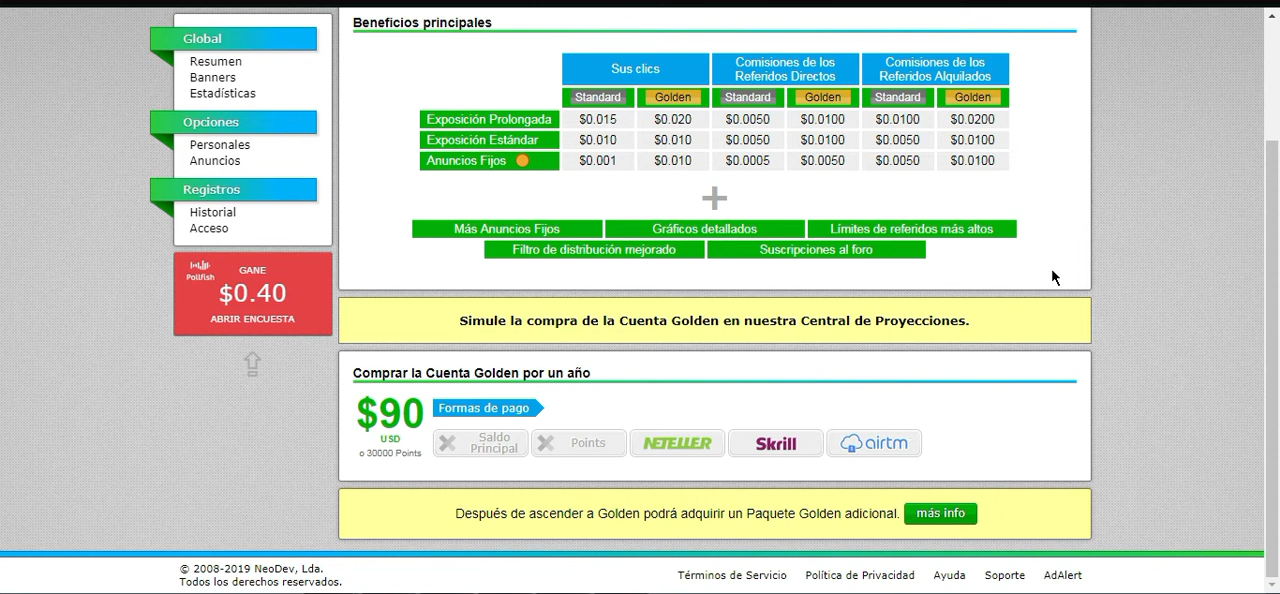 Global
Resumen
Banners
Estadísticas
Opciones
Personales
Anuncios
Registros
Historial
Acceso
Pollfish
GANE
$0.40
ABRIR ENCUESTA
Beneficios principales
Sus clics
Comisiones de los Referidos Directos
Comisiones de los Referidos Alquilados
Standard Golden Standard Golden Standard Golden
Exposición Prolongada $0.015 $0.020 $0.0050 $0.0100 $0.0100 $0.0200
Exposición Estándar $0.010 $0.010 $0.0050 $0.0100 $0.0050 $0.0100
Anuncios Fijos $0.001 $0.010 $0.0005 $0.0050 $0.0050 $0.0100
+
Más Anuncios Fijos Gráficos detallados Límites de referidos más altos
Filtro de distribución mejorado Suscripciones al foro
Simule la compra de la Cuenta Golden en nuestra Central de Proyecciones.
Comprar la Cuenta Golden por un año
$90
USD
o 30000 Points
Formas de pago
Saldo Principal
Points
NETELLER
Skrill
airtm
Después de ascender a Golden podrá adquirir un Paquete Golden adicional. más info
© 2008-2019 NeoDev, Lda.
Todos los derechos reservados.
Términos de Servicio Política de Privacidad Ayuda Soporte AdAlert